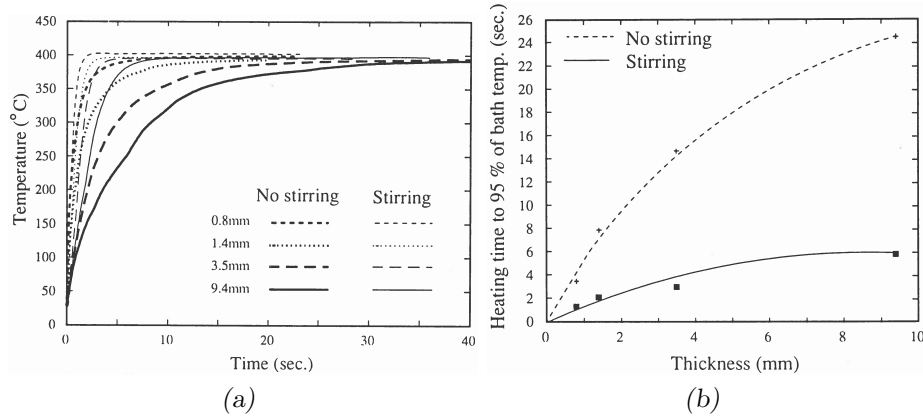 450
400
350
300
250
200
150
100
50
0
Temperature (°C)
No stirring Stirring
0.8mm
1.4mm
3.5mm
9.4mm
0 10 20 30 40
Time (sec.)
(a)
Heating time to 95 % of bath temp. (sec.)
26
24
22
20
18
16
14
12
10
8
6
4
2
0
No stirring
Stirring
0 2 4 6 8 10
Thickness (mm)
(b)